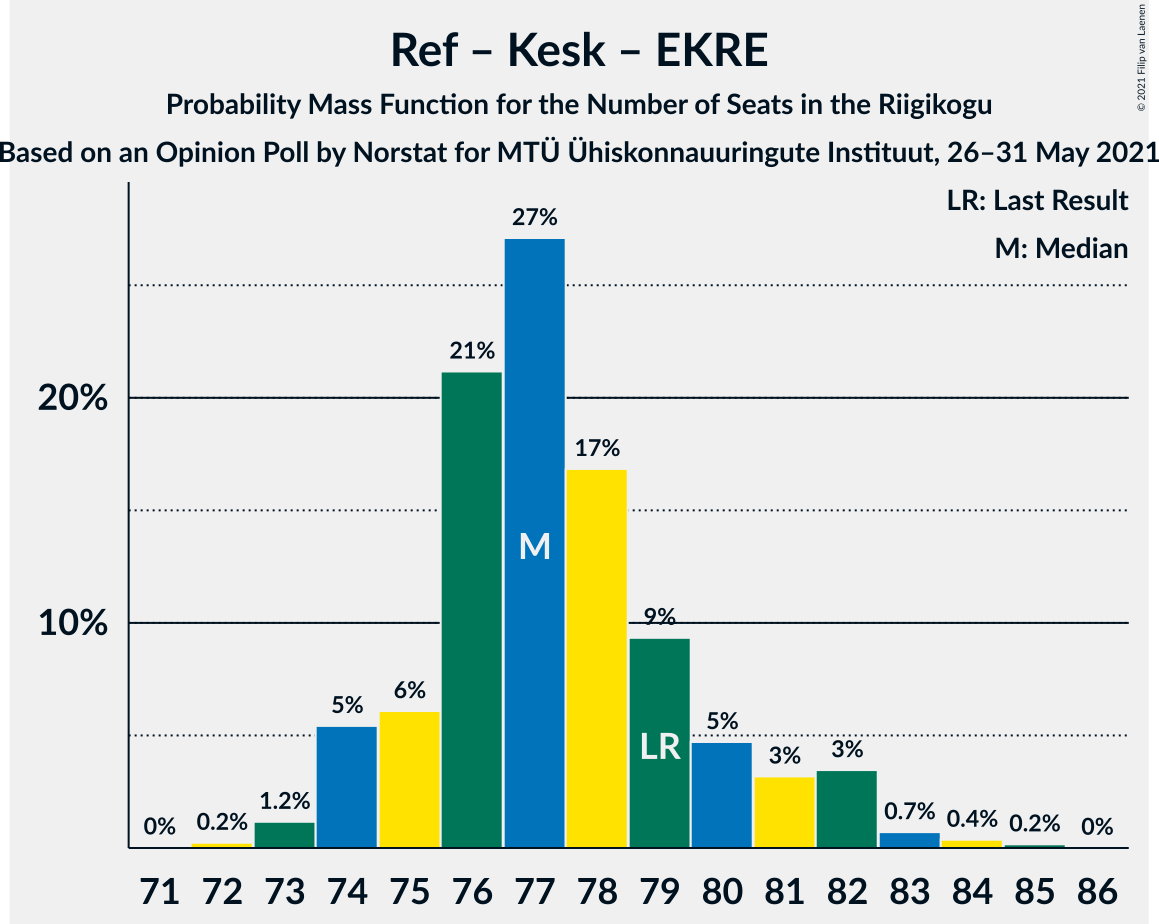 Ref – Kesk – EKRE
Probability Mass Function for the Number of Seats in the Riigikogu
Based on an Opinion Poll by Norstat for MTÜ Ühiskonnauuringute Instituut, 26–31 May 2021
© 2021 Filip van Laenen
LR: Last Result
M: Median
27%
21%
20%
17%
M
10%
9%
6%
5%
5%
LR
3%
3%
1.2%
0.7%
0.4%
0.2%
0.2%
0%
0%
71 72 73 74 75 76 77 78 79 80 81 82 83 84 85 86